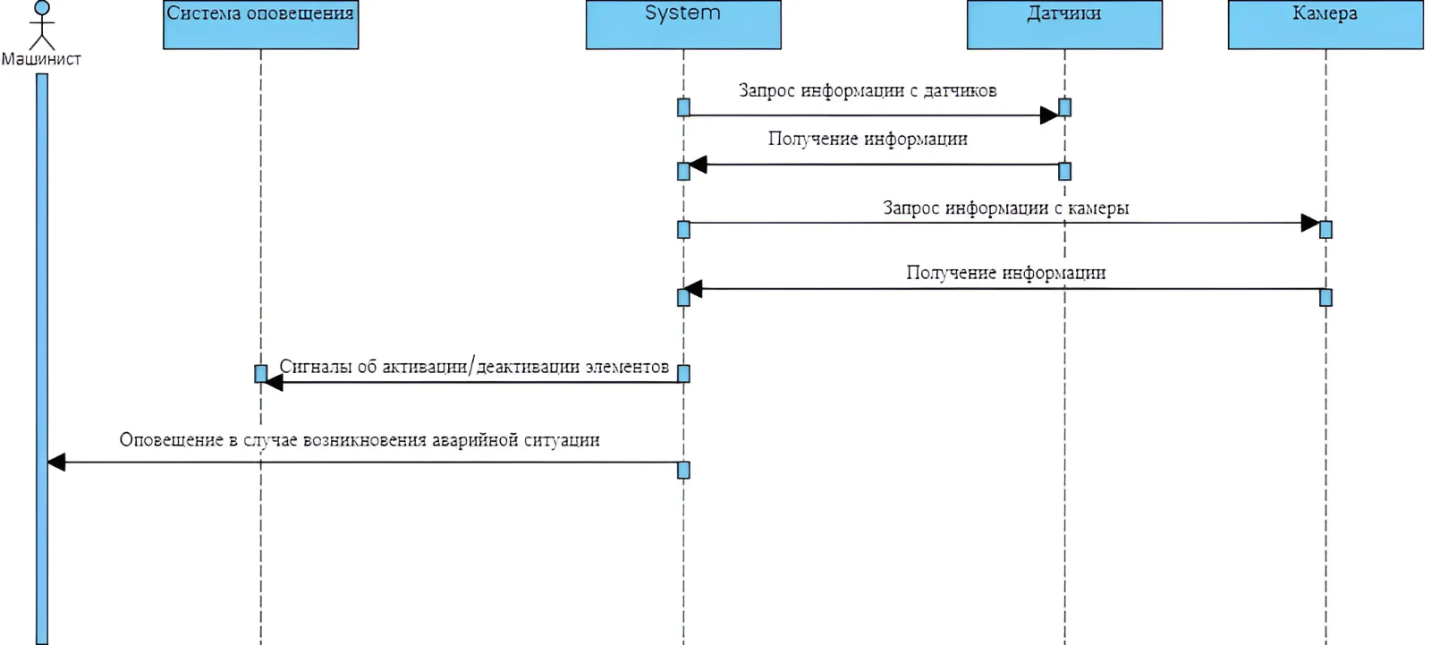 Машинист
Система оповещения
System
Датчики
Камера
Запрос информации с датчиков
Получение информации
Запрос информации с камеры
Получение информации
Сигналы об активации/деактивации элементов
Оповещение в случае возникновения аварийной ситуации